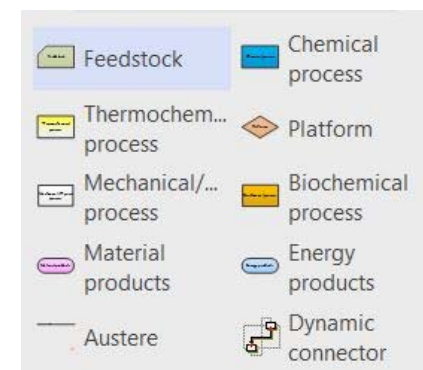 Feedstock
Chemical
process
Thermochem...
process
Platform
Mechanical/...
process
Biochemical
process
Material
products
Energy
products
Austere
Dynamic
connector